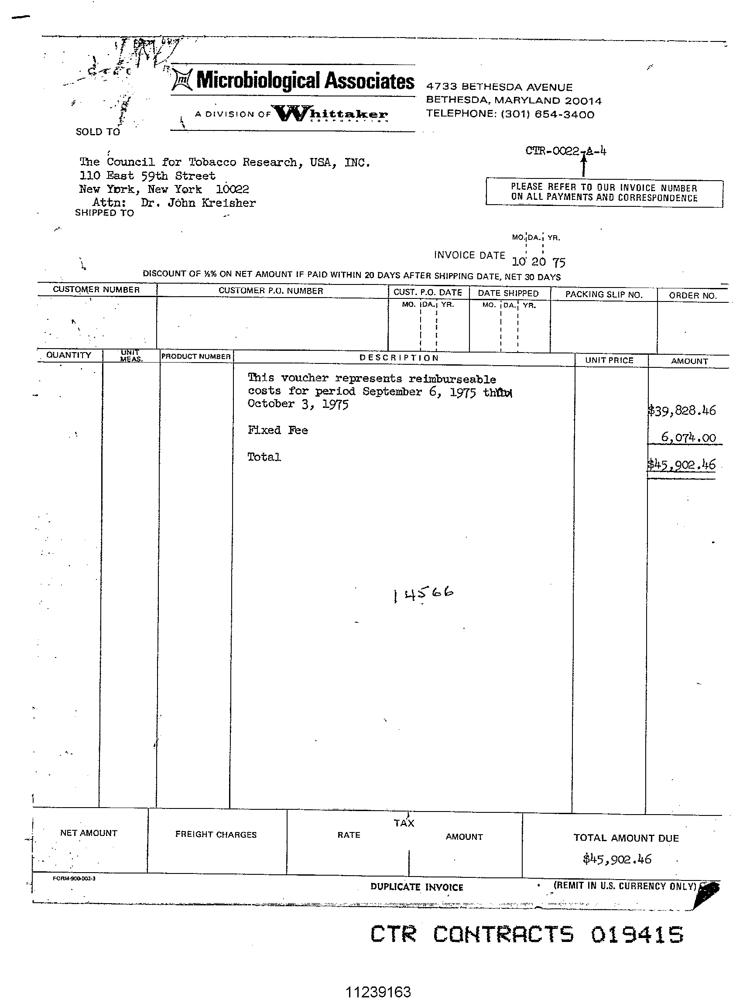 Microbiological Associates
A DIVISION OF Whittaker
CORPORATION
4733 BETHESDA AVENUE
BETHESDA, MARYLAND 20014
TELEPHONE: (301) 654-3400
SOLD TO
The Council for Tobacco Research, USA, INC.
110 East 59th Street
New York, New York 10022
Attn: Dr. John Kreisher
SHIPPED TO
CTR-0022-A-4
PLEASE REFER TO OUR INVOICE NUMBER
ON ALL PAYMENTS AND CORRESPONDENCE
MO. DA. YR.
INVOICE DATE 10 20 75
DISCOUNT OF ½% ON NET AMOUNT IF PAID WITHIN 20 DAYS AFTER SHIPPING DATE, NET 30 DAYS
CUSTOMER NUMBER CUSTOMER P.O. NUMBER CUST. P.O. DATE DATE SHIPPED PACKING SLIP NO. ORDER NO.
MO. DA. YR. MO. DA. YR.
QUANTITY UNIT MEAS. PRODUCT NUMBER DESCRIPTION UNIT PRICE AMOUNT
This voucher represents reimburseable
costs for period September 6, 1975
October 3, 1975 $39,828.46
Fixed Fee 6,074.00
Total $45,902.46
14566
TAX
NET AMOUNT FREIGHT CHARGES RATE AMOUNT TOTAL AMOUNT DUE
$45,902.46
FORM-900-003-3
DUPLICATE INVOICE (REMIT IN U.S. CURRENCY ONLY)
CTR CONTRACTS 019415
11239163